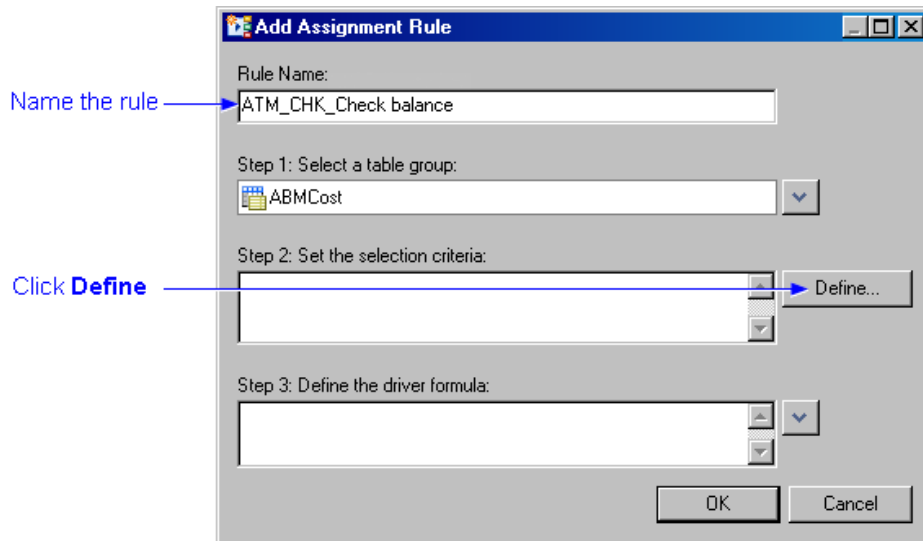 Add Assignment Rule
Rule Name:
Name the rule
ATM_CHK_Check balance
Step 1: Select a table group:
ABMCost
Step 2: Set the selection criteria:
Click Define
Define...
Step 3: Define the driver formula:
OK
Cancel